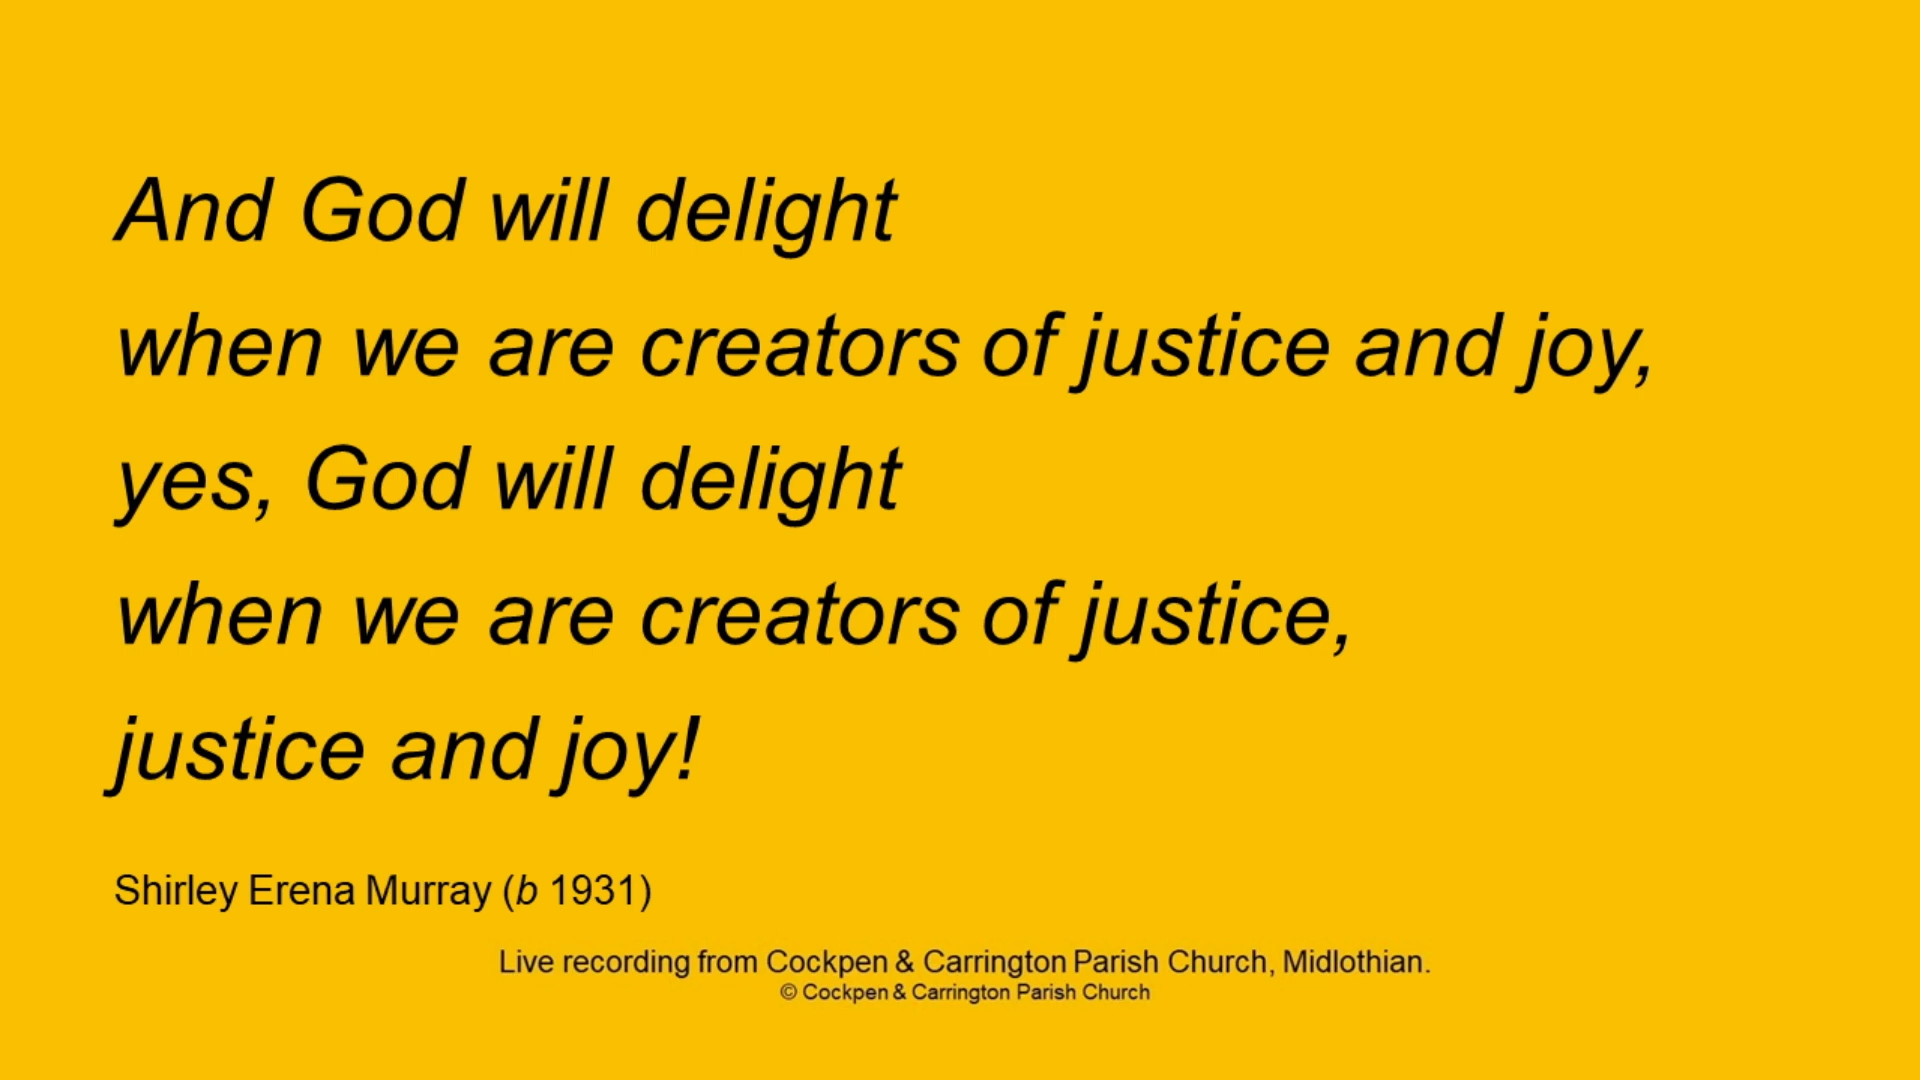 And God will delight
when we are creators of justice and joy,
yes, God will delight
when we are creators of justice,
justice and joy!
Shirley Erena Murray (b 1931)
Live recording from Cockpen & Carrington Parish Church, Midlothian.
© Cockpen & Carrington Parish Church